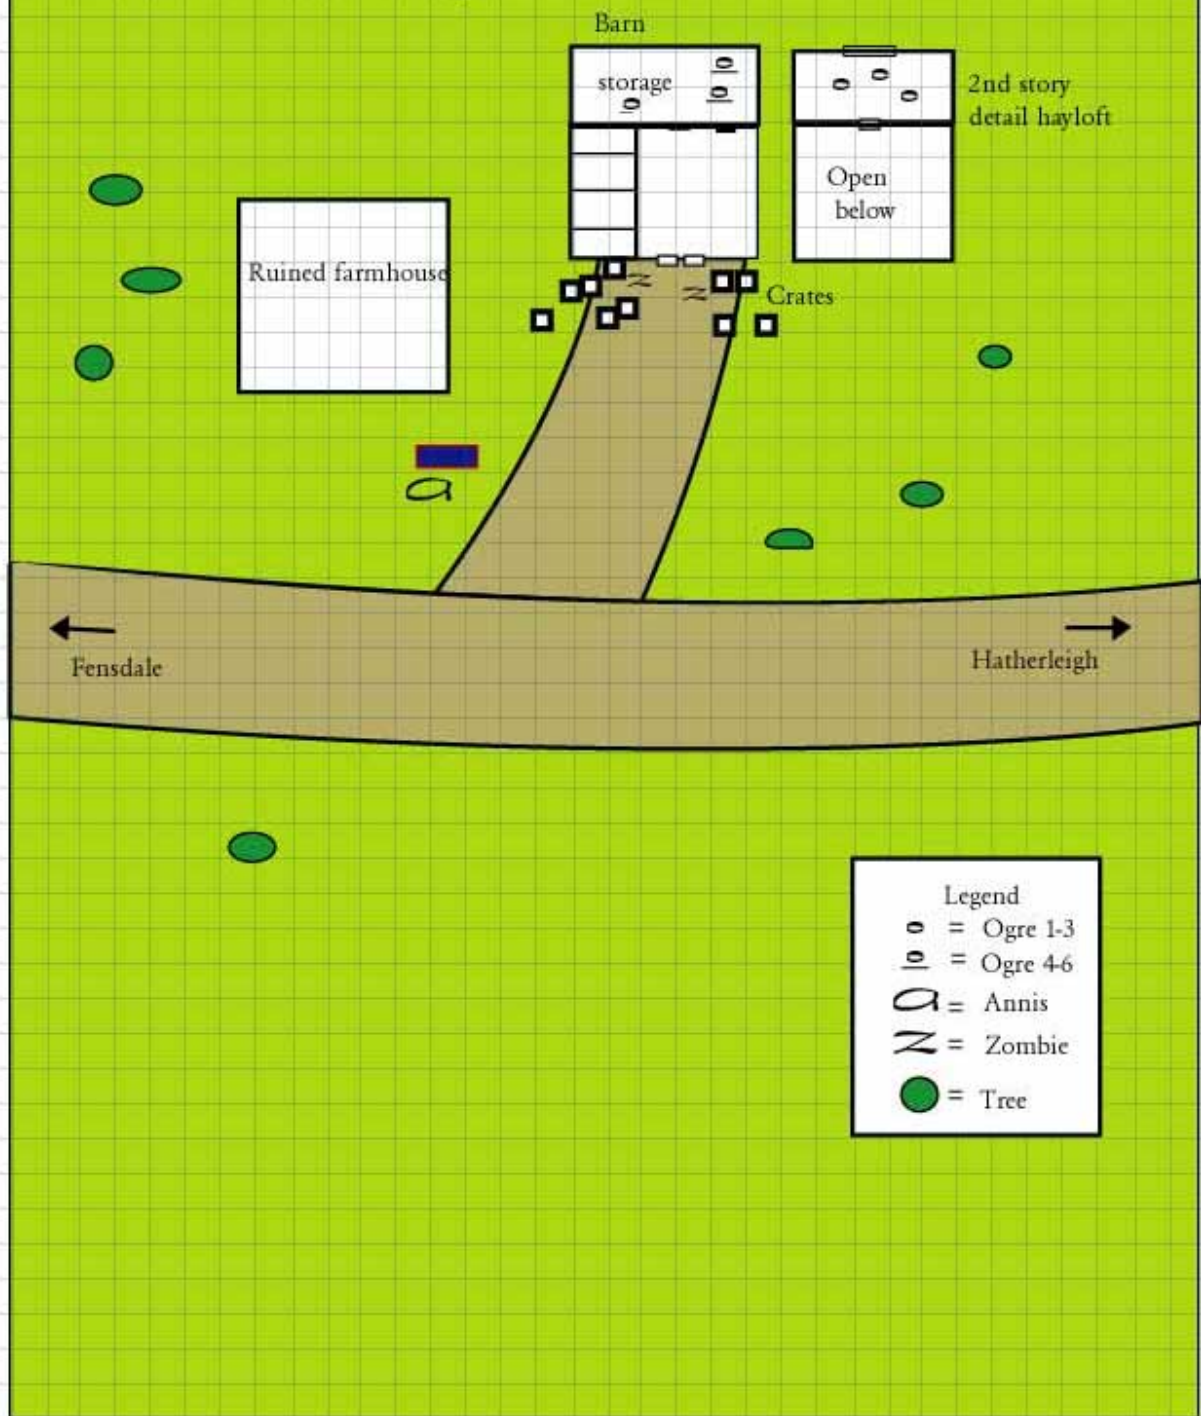 Barn
storage
2nd story
detail hayloft
Open
below
Ruined farmhouse
Crates
Fensdale
Hatherleigh
Legend
o = Ogre 1-3
o = Ogre 4-6
a = Annis
z = Zombie
= Tree